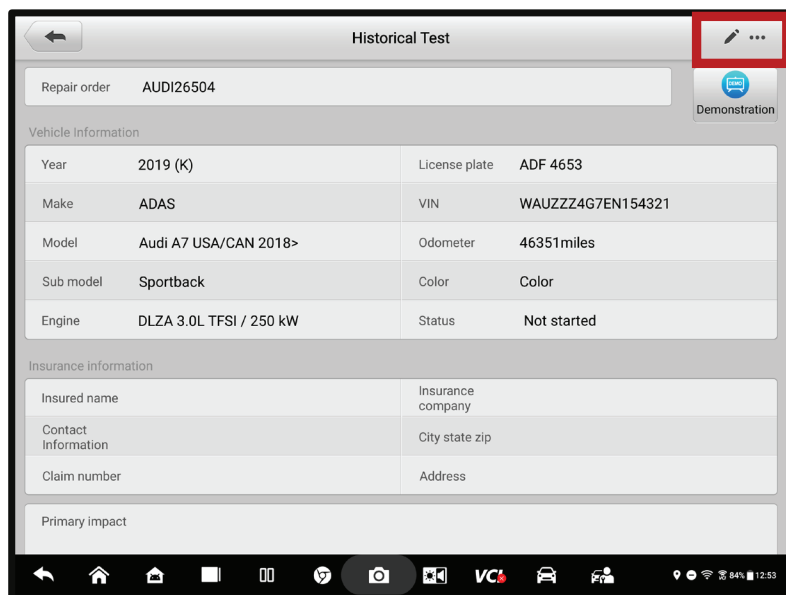 Historical Test
Repair order AUDI26504
DEMO
Demonstration
Vehicle Information
Year 2019 (K) License plate ADF 4653
Make ADAS VIN WAUZZZ4G7EN154321
Model Audi A7 USA/CAN 2018> Odometer 46351miles
Sub model Sportback Color Color
Engine DLZA 3.0L TFSI / 250 kW Status Not started
Insurance information
Insured name Insurance
company
Contact
Information City state zip
Claim number Address
Primary impact
VCI 84% 12:53